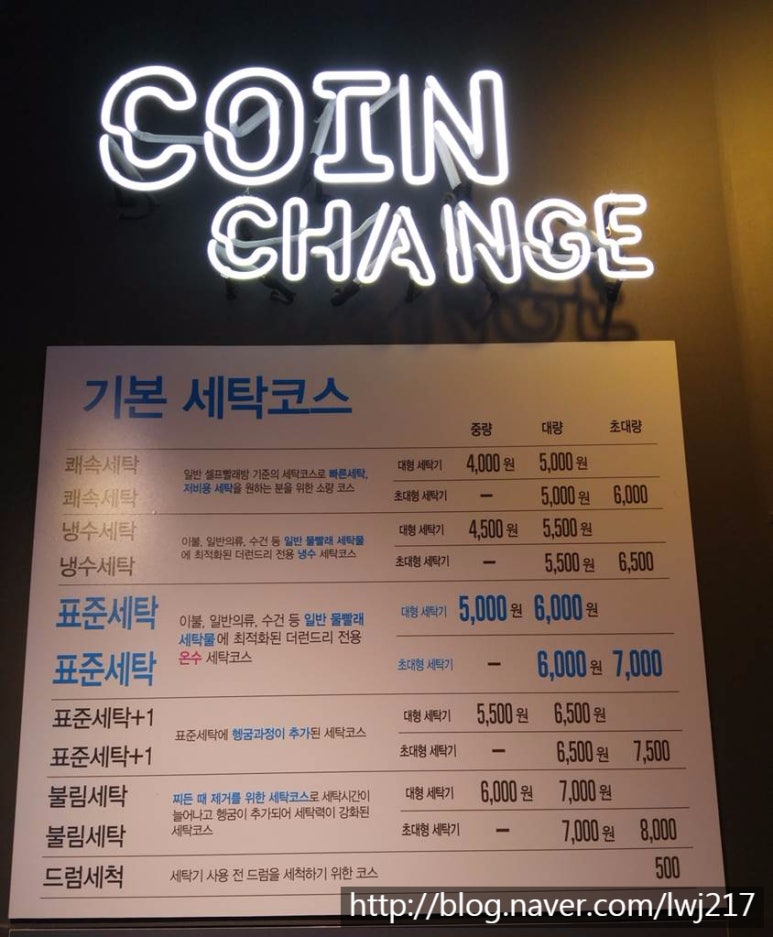 COIN
CHANGE
기본 세탁코스
중량 대량 초대량
쾌속세탁 대형 세탁기 4,000 원 5,000 원
일반 셀프빨래방 기준의 세탁코스로 빠른세탁,
저비용 세탁을 원하는 분을 위한 소량 코스
쾌속세탁 초대형 세탁기 – 5,000 원 6,000
냉수세탁 대형 세탁기 4,500 원 5,500 원
이불, 일반의류, 수건 등 일반 물빨래 세탁물
에 최적화된 더런드리 전용 냉수 세탁코스
냉수세탁 초대형 세탁기 – 5,500 원 6,500
표준세탁 대형 세탁기 5,000 원 6,000 원
이불, 일반의류, 수건 등 일반 물빨래
세탁물에 최적화된 더런드리 전용
온수 세탁코스
표준세탁 초대형 세탁기 – 6,000 원 7,000
표준세탁+1 대형 세탁기 5,500 원 6,500 원
표준세탁에 헹굼과정이 추가된 세탁코스
표준세탁+1 초대형 세탁기 – 6,500 원 7,500
불림세탁 대형 세탁기 6,000 원 7,000 원
찌든 때 제거를 위한 세탁코스로 세탁시간이
늘어나고 헹굼이 추가되어 세탁력이 강화된
세탁코스
불림세탁 초대형 세탁기 – 7,000 원 8,000
드럼세척 세탁기 사용 전 드럼을 세척하기 위한 코스 500
http://blog.naver.com/lwj217